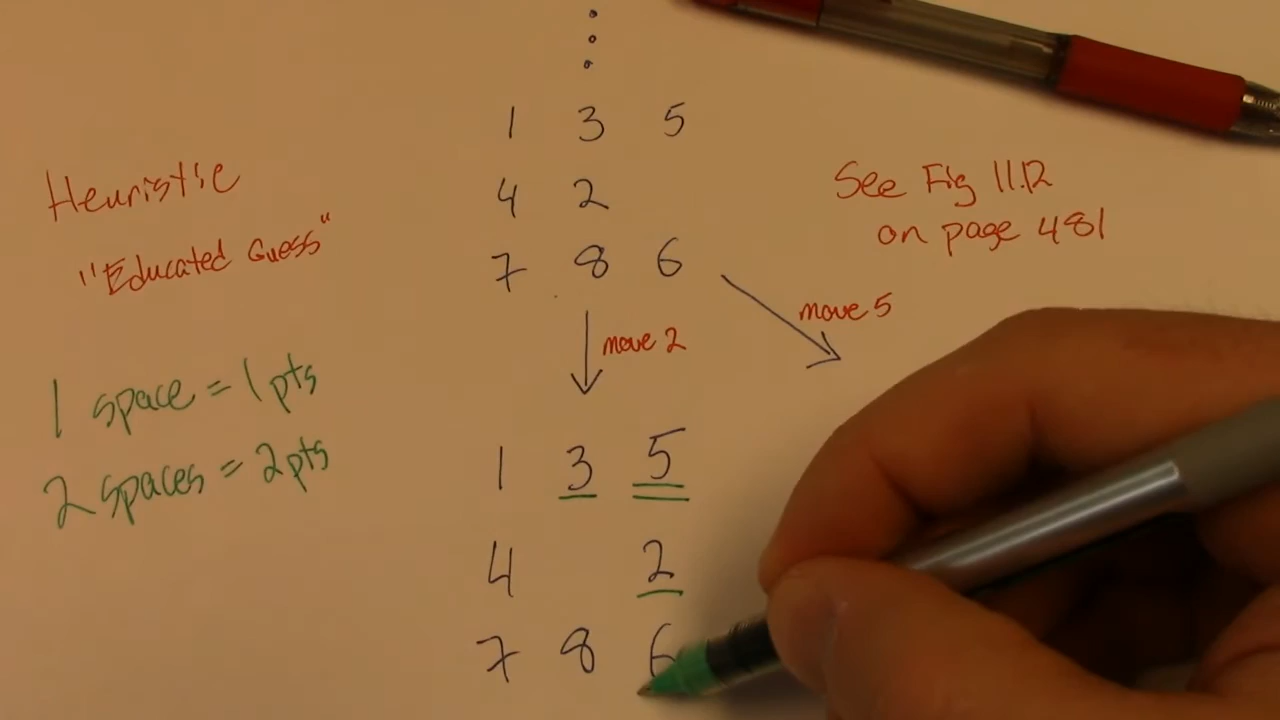 Heuristic
"Educated Guess"
1 space = 1 pts
2 spaces = 2 pts
1 3 5
4 2
7 8 6
move 2
move 5
See Fig 11.12
on page 481
1 3 5
4 2
7 8 6